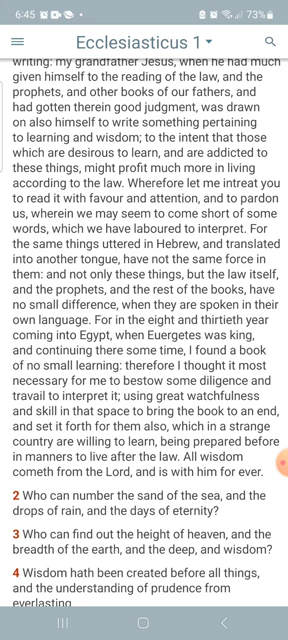 6:45
73%
Ecclesiasticus 1
writing: my grandfather Jesus, when he had much
given himself to the reading of the law, and the
prophets, and other books of our fathers, and
had gotten therein good judgment, was drawn
on also himself to write something pertaining
to learning and wisdom; to the intent that those
which are desirous to learn, and are addicted to
these things, might profit much more in living
according to the law. Wherefore let me intreat you
to read it with favour and attention, and to pardon
us, wherein we may seem to come short of some
words, which we have laboured to interpret. For
the same things uttered in Hebrew, and translated
into another tongue, have not the same force in
them: and not only these things, but the law itself,
and the prophets, and the rest of the books, have
no small difference, when they are spoken in their
own language. For in the eight and thirtieth year
coming into Egypt, when Euergetes was king,
and continuing there some time, I found a book
of no small learning: therefore I thought it most
necessary for me to bestow some diligence and
travail to interpret it; using great watchfulness
and skill in that space to bring the book to an end,
and set it forth for them also, which in a strange
country are willing to learn, being prepared before
in manners to live after the law. All wisdom
cometh from the Lord, and is with him for ever.
2 Who can number the sand of the sea, and the
drops of rain, and the days of eternity?
3 Who can find out the height of heaven, and the
breadth of the earth, and the deep, and wisdom?
4 Wisdom hath been created before all things,
and the understanding of prudence from
everlasting